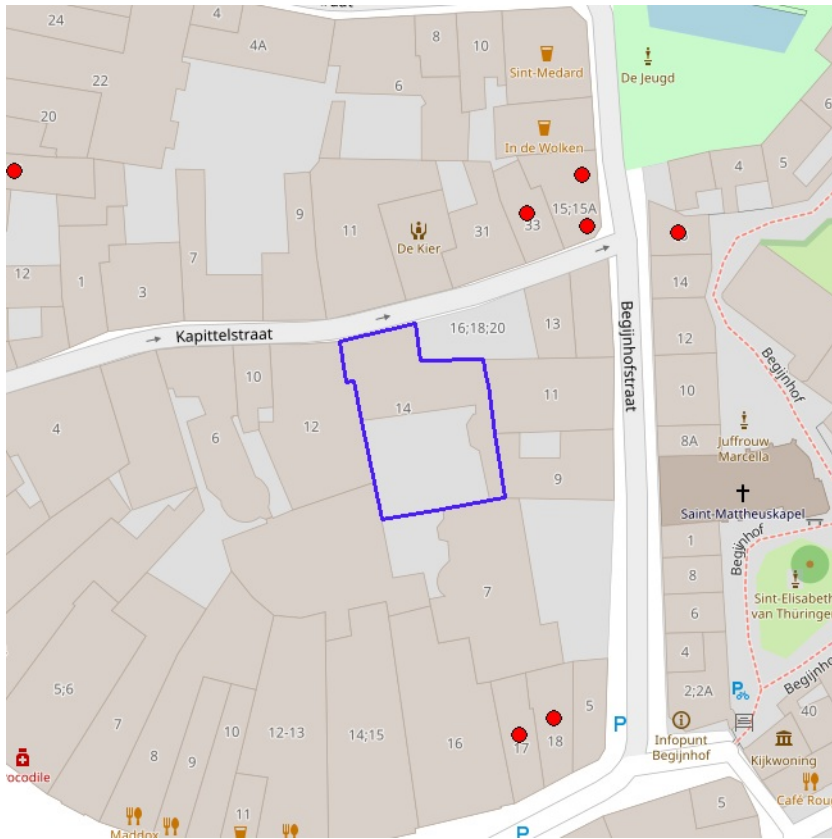 24
4
4A
8
10
Sint-Medard
De Jeugd
22
6
20
In de Wolken
4
5
9
11
De Kier
31
33
15;15A
7
12
1
3
14
Kapittelstraat
16;18;20
13
12
Begijnhofstraat
Begijnhof
10
14
11
10
4
6
12
8A
Juffrouw
Marcella
9
Saint-Mattheuskapel
1
Begijnhof
8
Sint-Elisabeth
van Thüringen
7
6
4
Begijnhof
5;6
2;2A
P
40
7
10
12-13
14;15
16
17
18
5
P
Infopunt
Begijnhof
Kijkwoning
8
9
11
5
Maddox
P